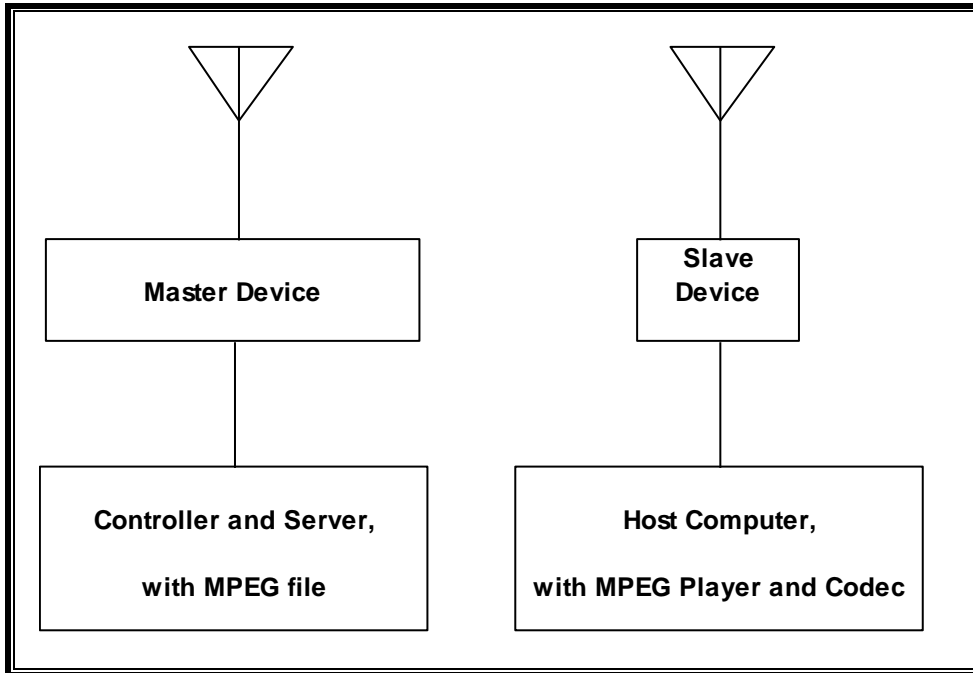 Master Device
Slave
Device
Controller and Server,
with MPEG file
Host Computer,
with MPEG Player and Codec